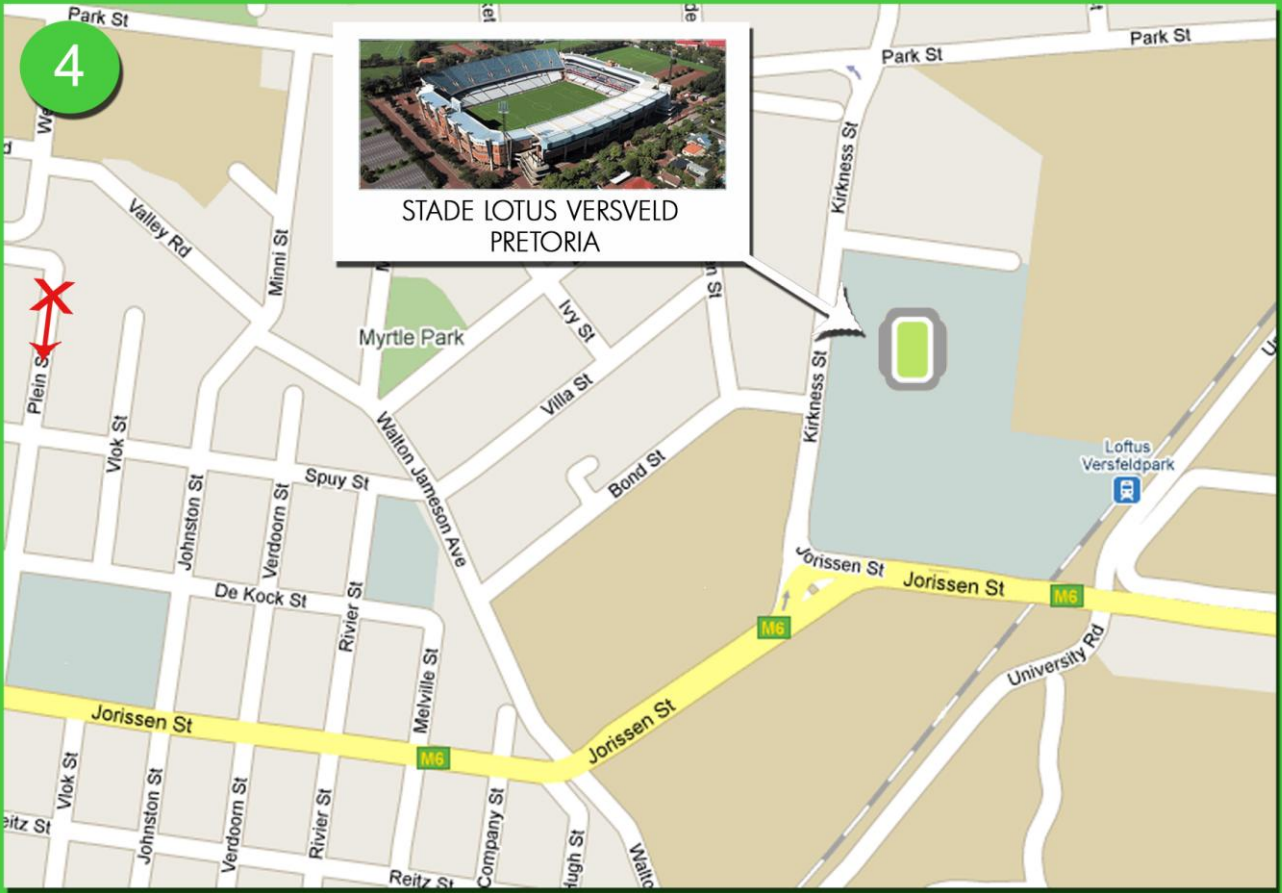 Park St
4
STADE LOTUS VERSVELD
PRETORIA
Park St
Park St
Kirkness St
Valley Rd
Minni St
Myrtle Park
Ivy St
Villa St
Kirkness St
Plein S
Vlok St
Walton Jameson Ave
Bond St
Loftus
Versfeldpark
Spuy St
Johnston St
Verdoorn St
De Kock St
Rivier St
Jorissen St
Jorissen St
M6
M6
University Rd
Melville St
Jorissen St
Jorissen St
M6
Vlok St
Johnston St
Verdoorn St
Rivier St
Company St
Hugh St
Reitz St